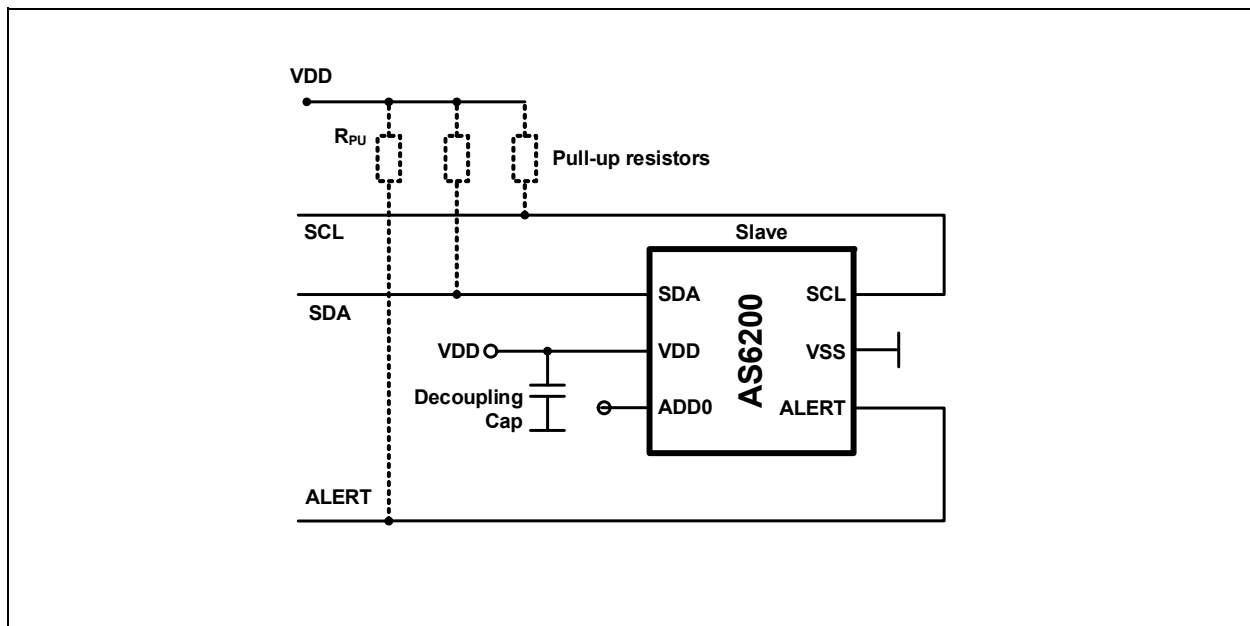 VDD
RPU
Pull-up resistors
SCL
Slave
SDA
SDA
SCL
VDD
VDD
VSS
AS6200
Decoupling
Cap
ADD0
ALERT
ALERT